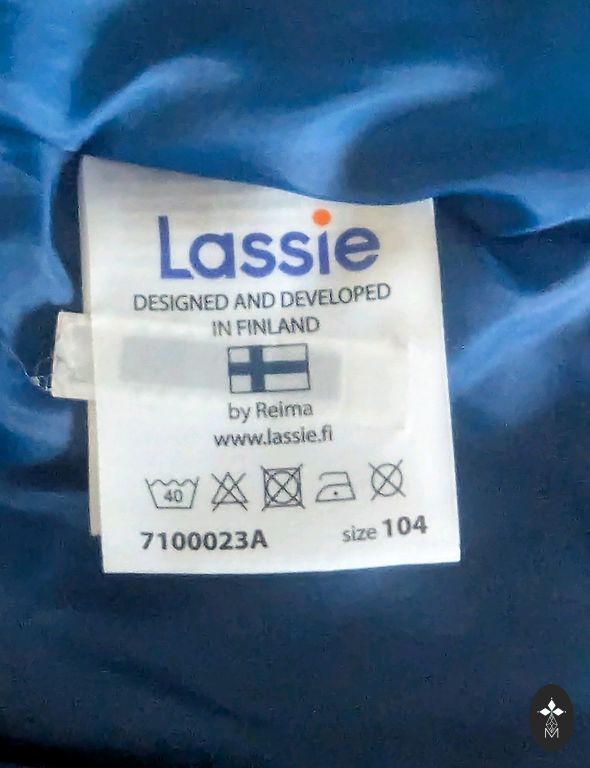 Lassie
DESIGNED AND DEVELOPED
IN FINLAND
by Reima
www.lassie.fi
40
7100023A size 104
M